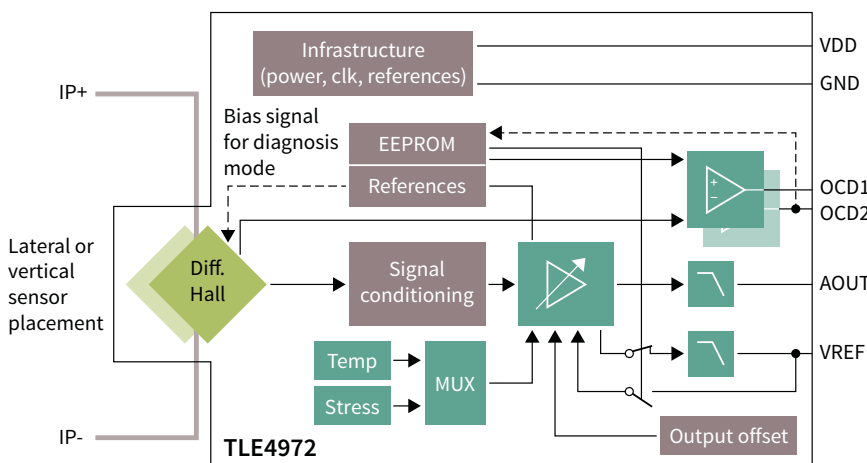 Infrastructure
(power, clk, references)
VDD
GND
IP+
Bias signal
for diagnosis
mode
EEPROM
References
+
−
OCD1
OCD2
Lateral or
vertical
sensor
placement
Diff.
Hall
Signal
conditioning
AOUT
Temp
Stress
MUX
VREF
IP-
TLE4972
Output offset